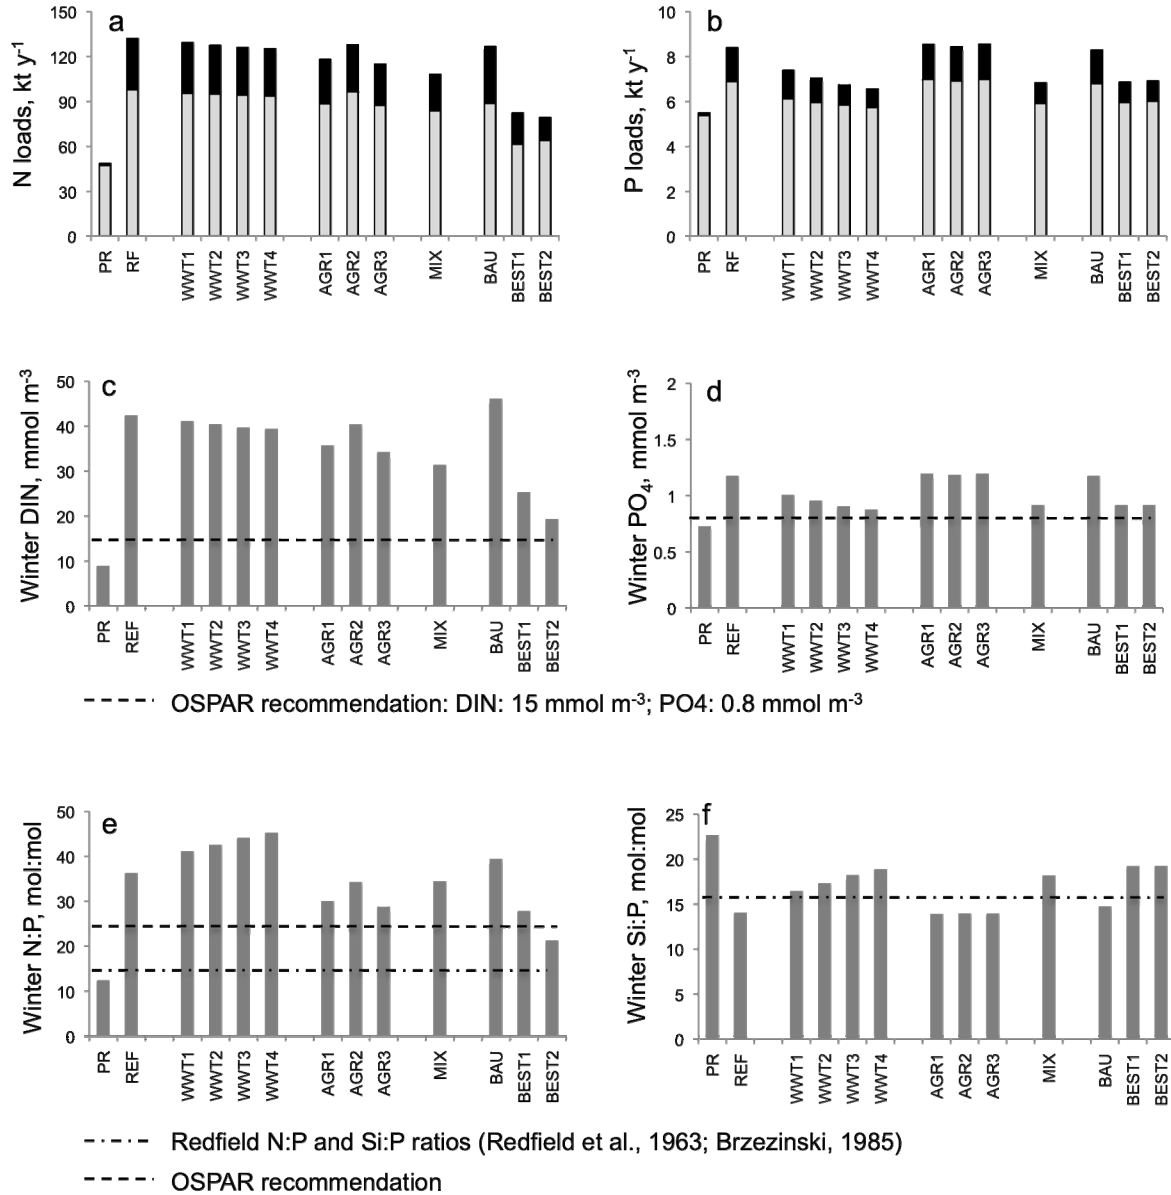 a
N loads, kt y⁻¹
150
120
90
60
30
0
PR
RF
WWT1
WWT2
WWT3
WWT4
AGR1
AGR2
AGR3
MIX
BAU
BEST1
BEST2
b
P loads, kt y⁻¹
10
8
6
4
2
0
PR
RF
WWT1
WWT2
WWT3
WWT4
AGR1
AGR2
AGR3
MIX
BAU
BEST1
BEST2
c
Winter DIN, mmol m⁻³
50
40
30
20
10
0
PR
REF
WWT1
WWT2
WWT3
WWT4
AGR1
AGR2
AGR3
MIX
BAU
BEST1
BEST2
d
Winter PO₄, mmol m⁻³
2
1.5
1
0.5
0
PR
REF
WWT1
WWT2
WWT3
WWT4
AGR1
AGR2
AGR3
MIX
BAU
BEST1
BEST2
OSPAR recommendation: DIN: 15 mmol m⁻³; PO4: 0.8 mmol m⁻³
e
Winter N:P, mol:mol
50
40
30
20
10
0
PR
REF
WWT1
WWT2
WWT3
WWT4
AGR1
AGR2
AGR3
MIX
BAU
BEST1
BEST2
f
Winter Si:P, mol:mol
25
20
15
10
5
0
PR
REF
WWT1
WWT2
WWT3
WWT4
AGR1
AGR2
AGR3
MIX
BAU
BEST1
BEST2
Redfield N:P and Si:P ratios (Redfield et al., 1963; Brzezinski, 1985)
OSPAR recommendation